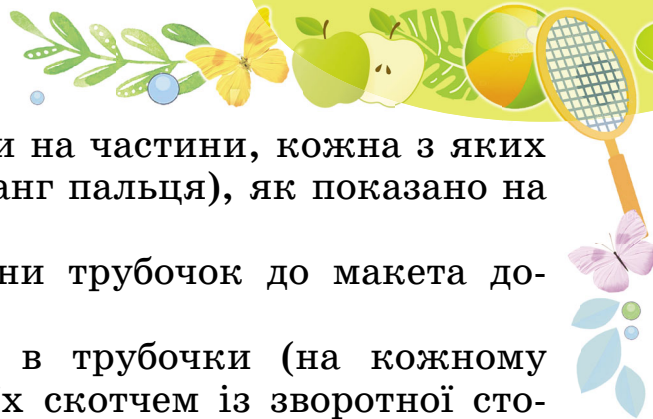 и на частини, кожна з яких
анг пальця), як показано на
ни трубочок до макета до-
в трубочки (на кожному
х скотчем із зворотної сто-